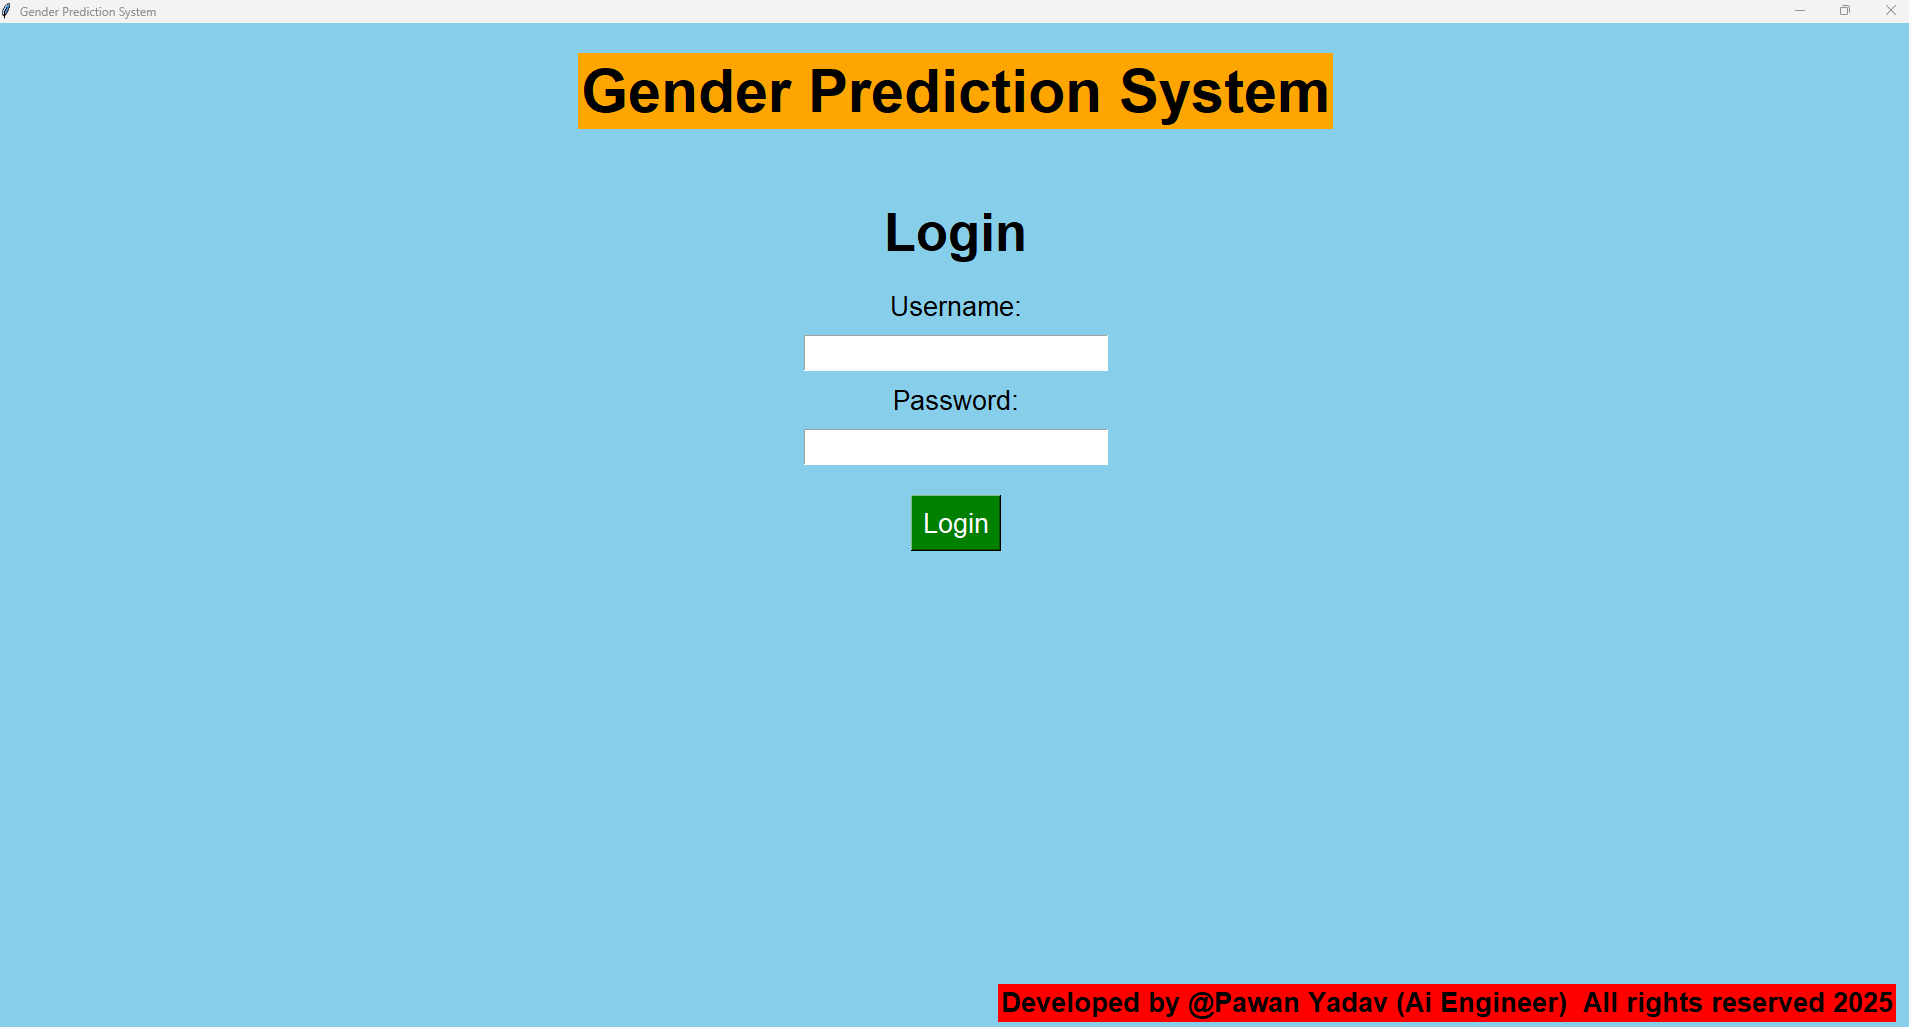 Gender Prediction System
Gender Prediction System
Login
Username:
Password:
Login
Developed by @Pawan Yadav (Ai Engineer)  All rights reserved 2025